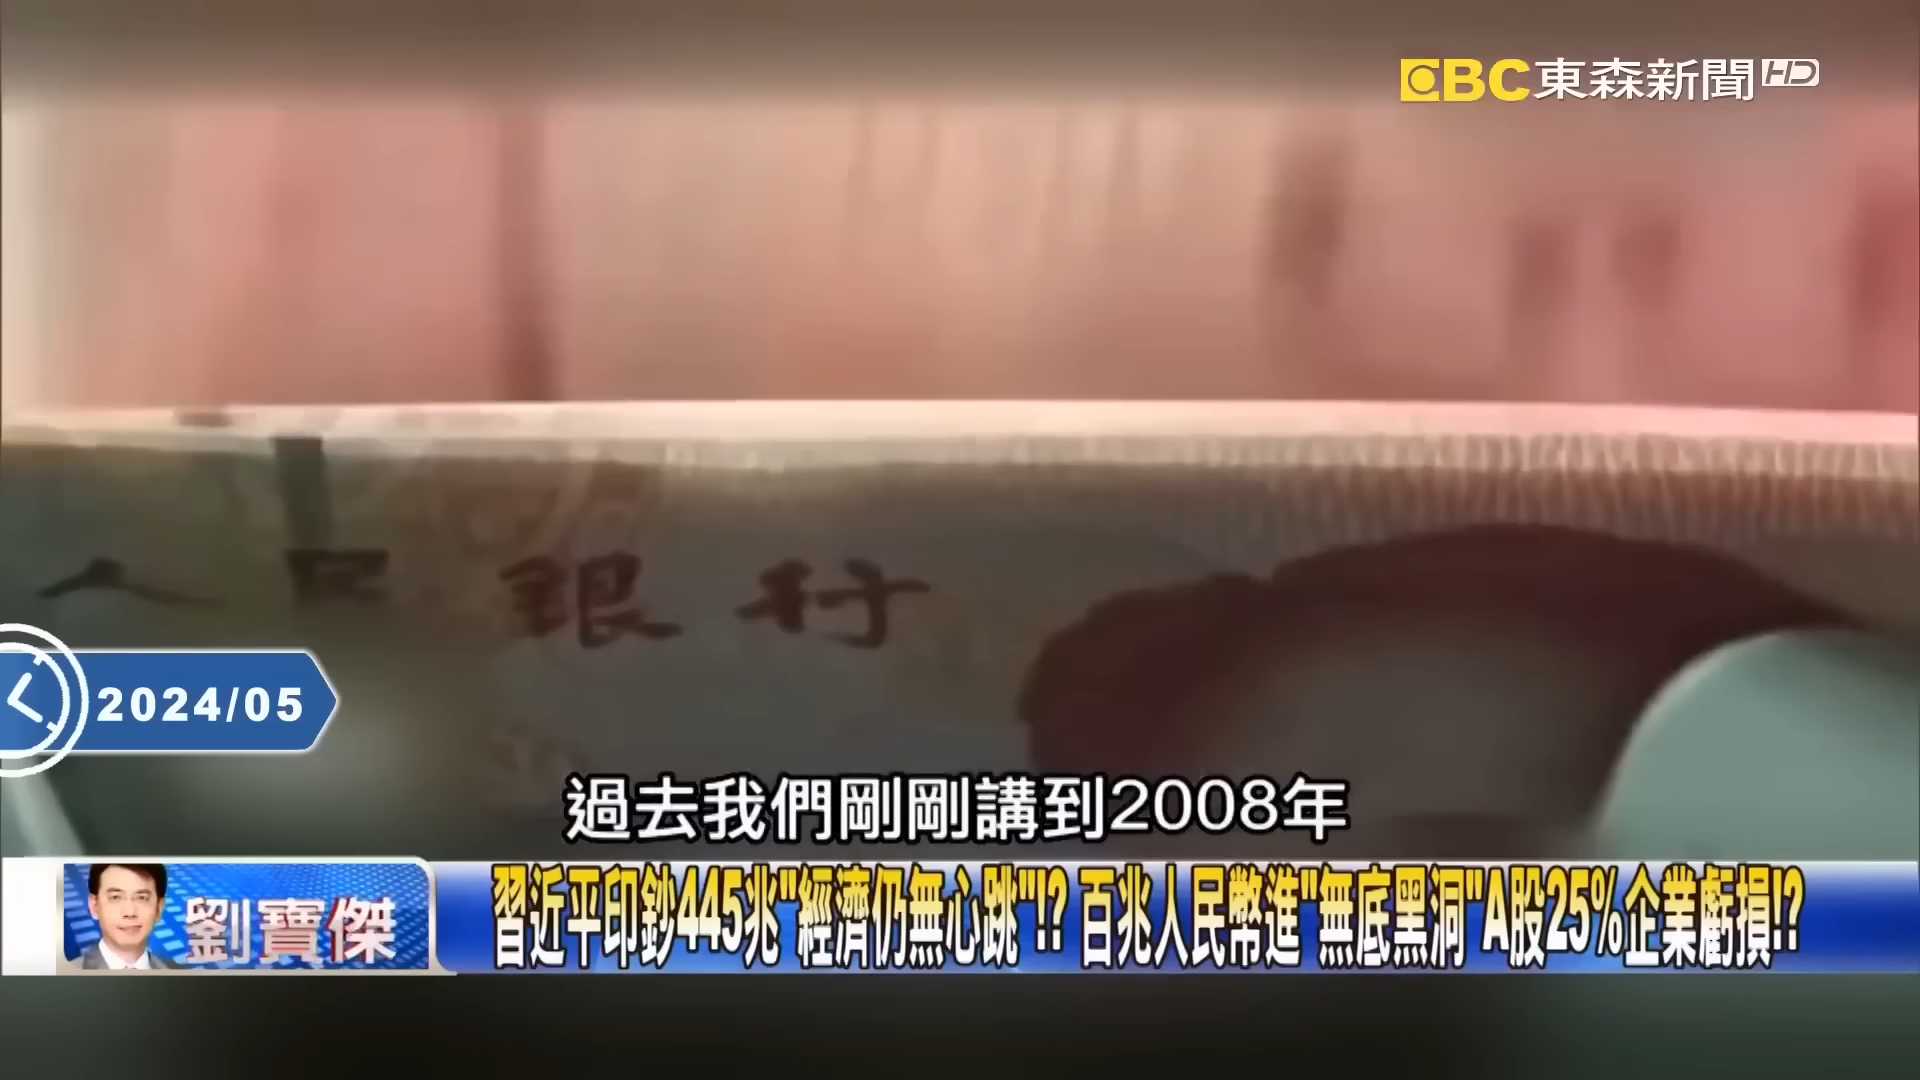 EBC東森新聞HD
人民銀行
2024/05
過去我們剛剛講到2008年
劉寶傑
習近平印鈔445兆"經濟仍無心跳"!? 百兆人民幣進"無底黑洞"A股25%企業虧損!?